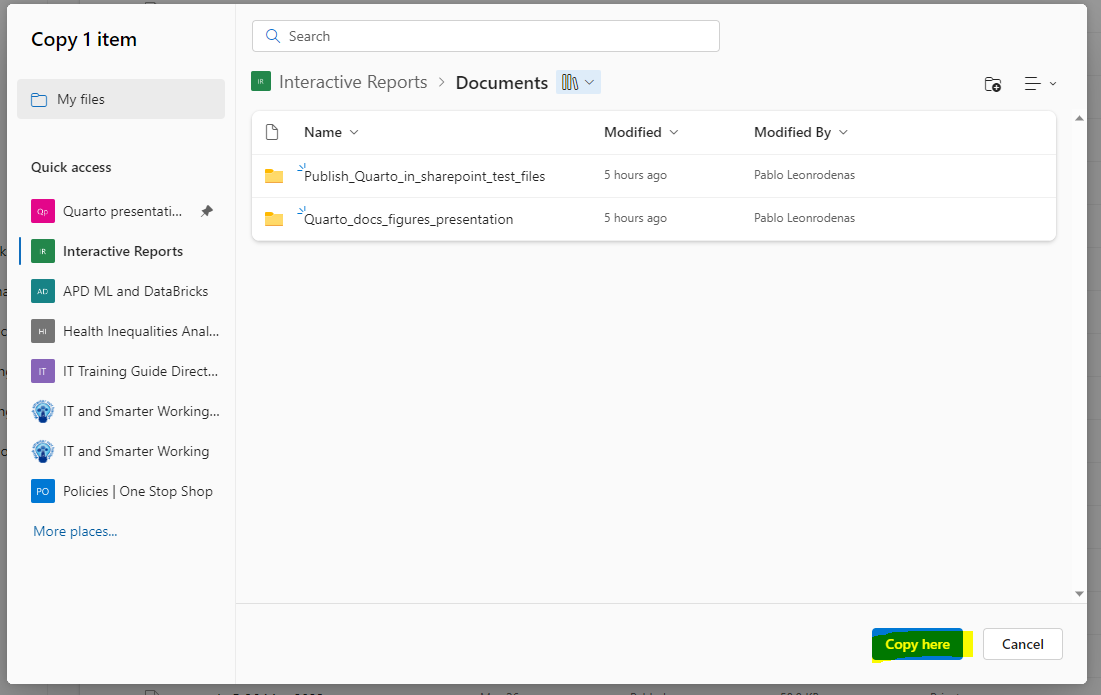 Copy 1 item
Search
My files
IR Interactive Reports > Documents
Name Modified Modified By
Quick access
Publish_Quarto_in_sharepoint_test_files 5 hours ago Pablo Leonrodenas
Quarto_docs_figures_presentation 5 hours ago Pablo Leonrodenas
Qp Quarto presentati...
IR Interactive Reports
AD APD ML and DataBricks
HI Health Inequalities Anal...
IT IT Training Guide Direct...
IT and Smarter Working...
IT and Smarter Working
PO Policies | One Stop Shop
More places...
Copy here Cancel